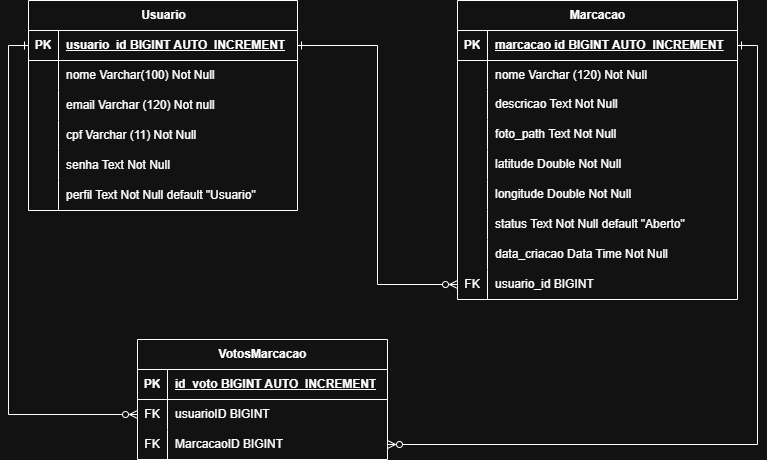 Usuario
PK usuario_id BIGINT AUTO_INCREMENT
nome Varchar(100) Not Null
email Varchar (120) Not null
cpf Varchar (11) Not Null
senha Text Not Null
perfil Text Not Null default "Usuario"
Marcacao
PK marcacao id BIGINT AUTO_INCREMENT
nome Varchar (120) Not Null
descricao Text Not Null
foto_path Text Not Null
latitude Double Not Null
longitude Double Not Null
status Text Not Null default "Aberto"
data_criacao Data Time Not Null
FK usuario_id BIGINT
VotosMarcacao
PK id_voto BIGINT AUTO_INCREMENT
FK usuarioID BIGINT
FK MarcacaoID BIGINT